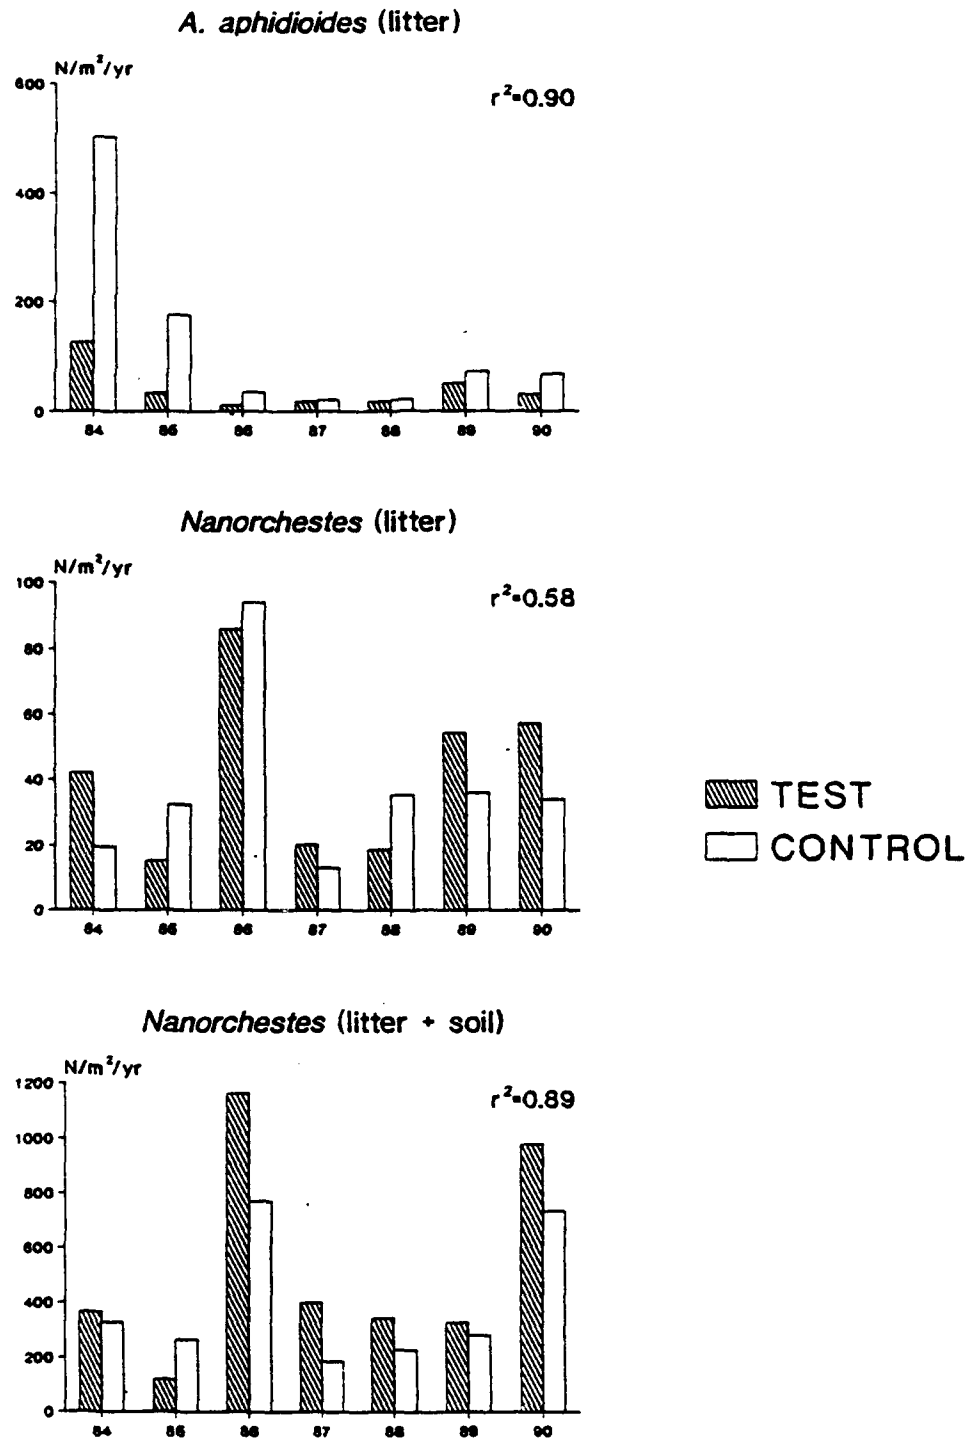 A. aphidioides (litter)
N/m²/yr
r²=0.90
600
400
200
0
84 85 86 87 88 89 90
Nanorchestes (litter)
N/m²/yr
r²=0.58
100
80
60
40
20
0
84 85 86 87 88 89 90
TEST
CONTROL
Nanorchestes (litter + soil)
N/m²/yr
r²=0.89
1200
1000
800
600
400
200
0
84 85 86 87 88 89 90